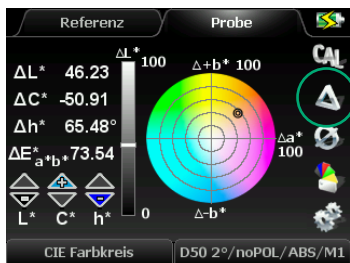 Referenz Probe
CAL
ΔL* 46.23
ΔC* -50.91
Δh* 65.48°
ΔE*a*b* 73.54
L* C* h*
ΔL*
100
0
Δ+b* 100
Δa*
100
Δ-b*
CIE Farbkreis D50 2°/noPOL/ABS/M1